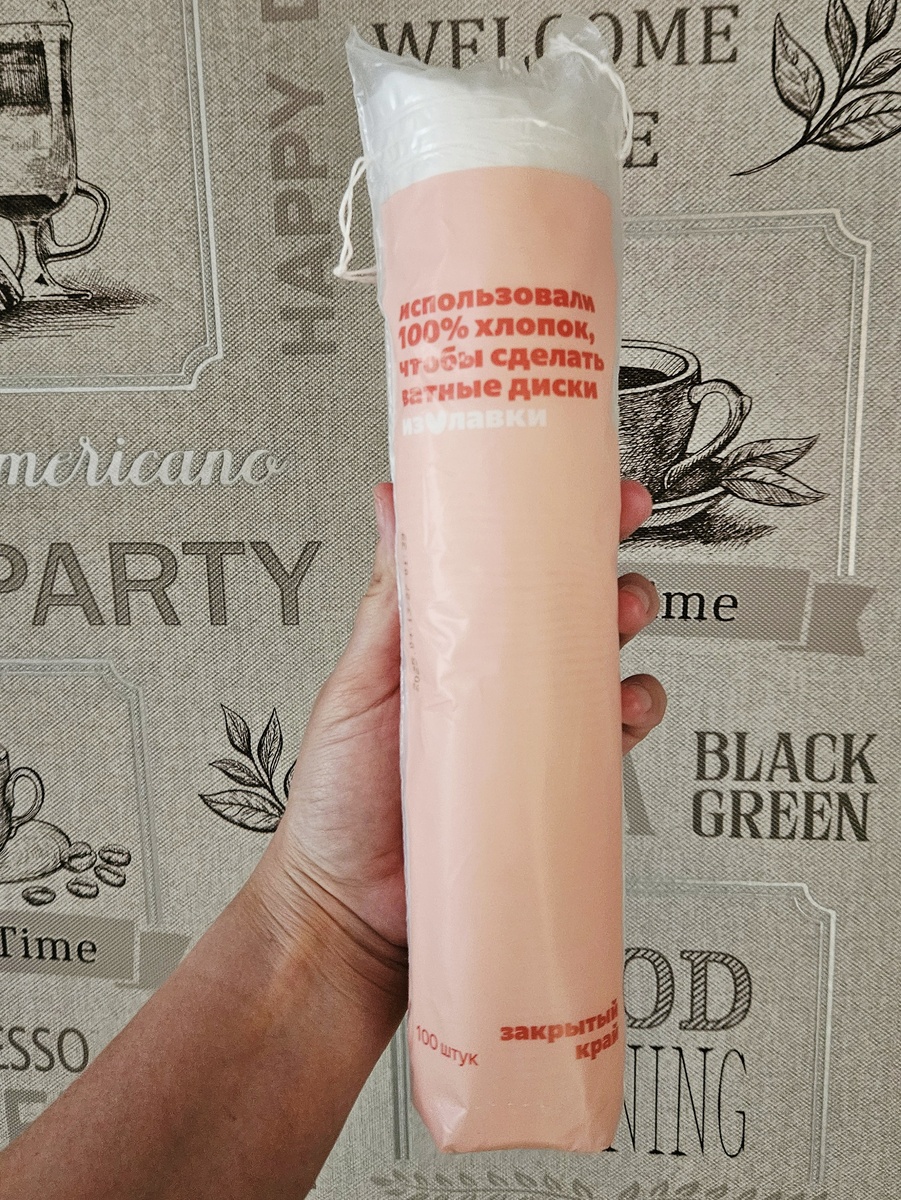 WELCOME
HAPPY
использовали
100% хлопок,
чтобы сделать
ватные диски
из лавки
mericano
PARTY
ime
BLACK
GREEN
Time
OD
ESSO
NING
100 штук
закрытый
край